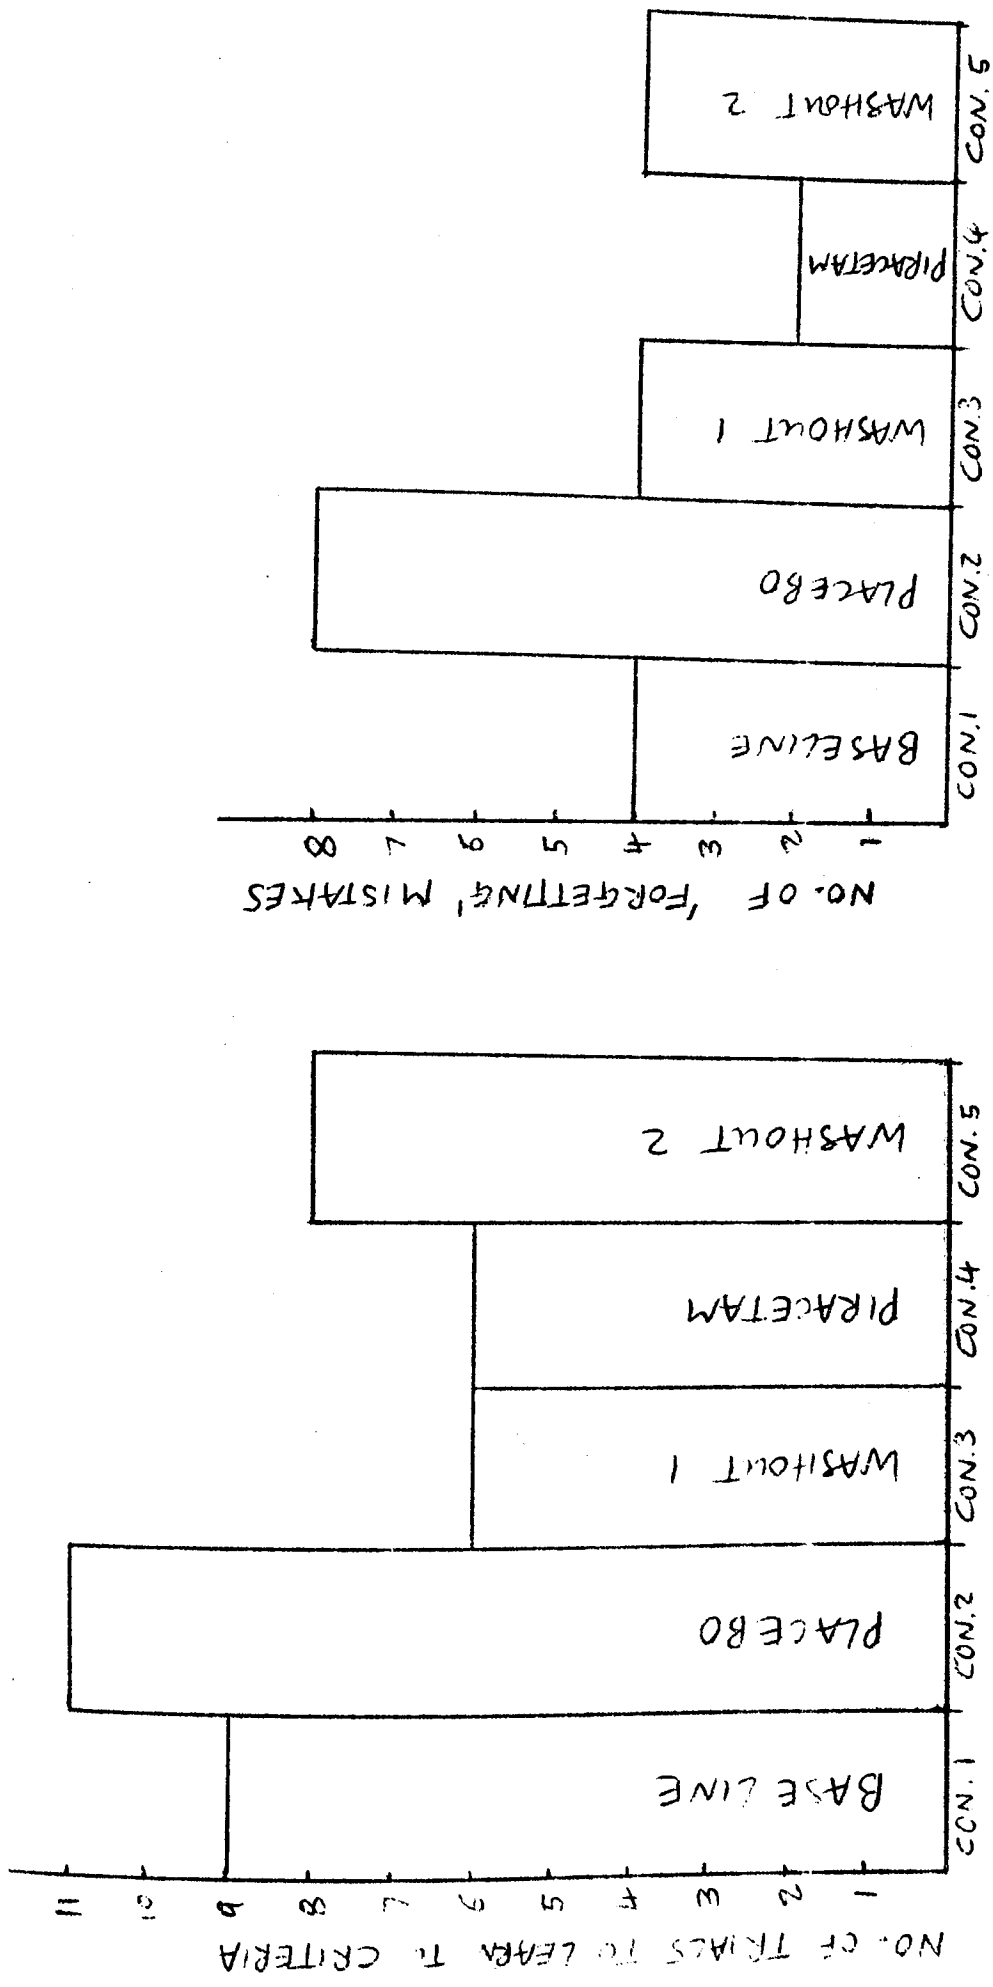 NO. OF TRIALS TO LEARN TO CRITERIA
11
10
9
8
7
6
5
4
3
2
1
BASELINE
PLACEBO
WASHOUT 1
PIRACETAM
WASHOUT 2
CON.1
CON.2
CON.3
CON.4
CON.5
NO. OF 'FORGETTING' MISTAKES
8
7
6
5
4
3
2
1
BASELINE
PLACEBO
WASHOUT 1
PIRACETAM
WASHOUT 2
CON.1
CON.2
CON.3
CON.4
CON.5